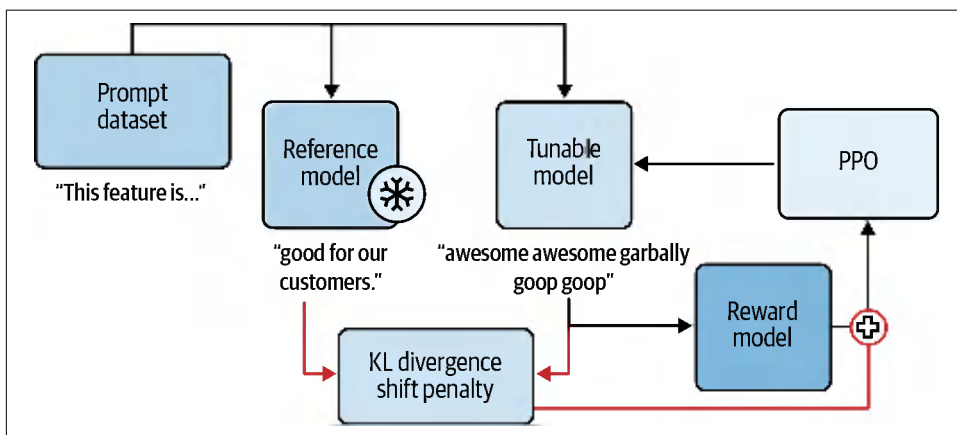 Prompt
dataset
"This feature is..."
Reference
model
"good for our
customers."
Tunable
model
"awesome awesome garbally
goop goop"
PPO
Reward
model
KL divergence
shift penalty